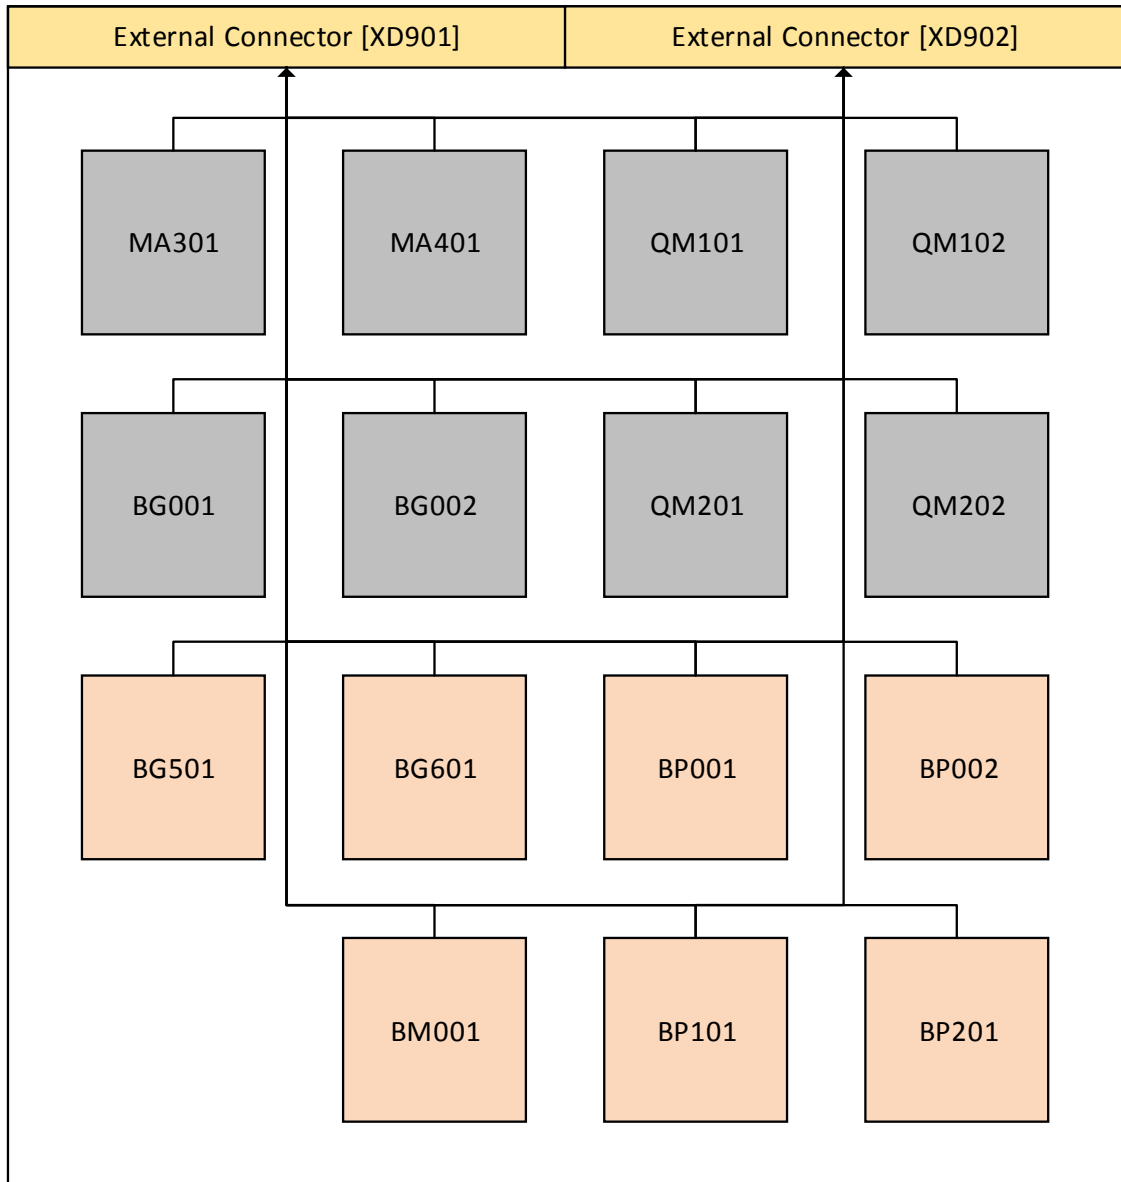 External Connector [XD901]
External Connector [XD902]
MA301
MA401
QM101
QM102
BG001
BG002
QM201
QM202
BG501
BG601
BP001
BP002
BM001
BP101
BP201